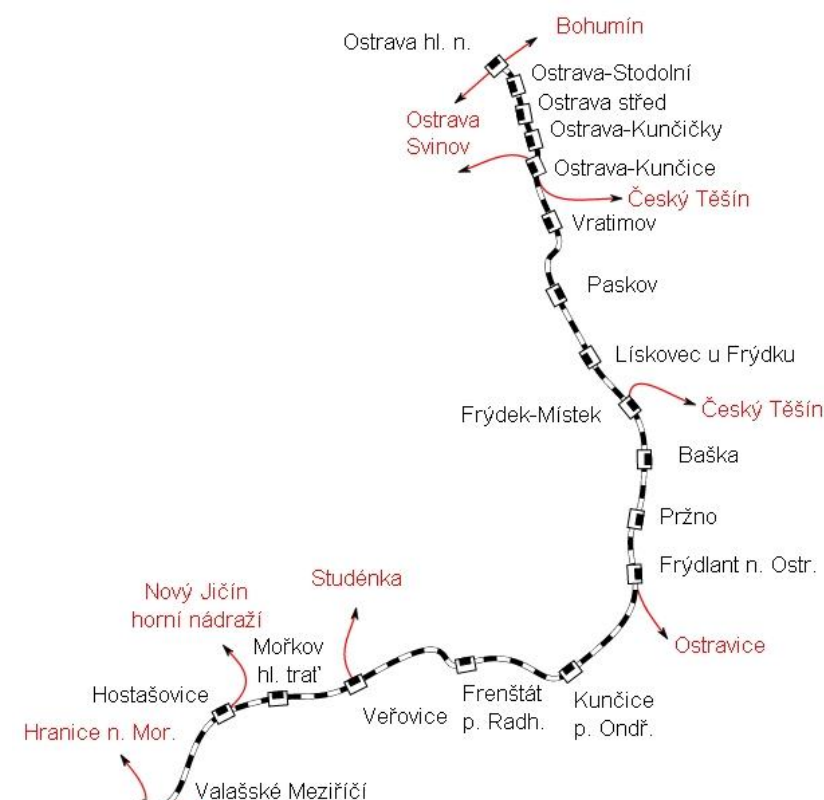 Bohumín
Ostrava hl. n.
Ostrava-Stodolní
Ostrava střed
Ostrava
Svinov
Ostrava-Kunčičky
Ostrava-Kunčice
Český Těšín
Vratimov
Paskov
Lískovec u Frýdku
Český Těšín
Frýdek-Místek
Baška
Pržno
Frýdlant n. Ostr.
Studénka
Nový Jičín
horní nádraží
Ostravice
Mořkov
hl. trať
Hostašovice
Veřovice
Frenštát
p. Radh.
Kunčice
p. Ondř.
Hranice n. Mor.
Valašské Meziříčí